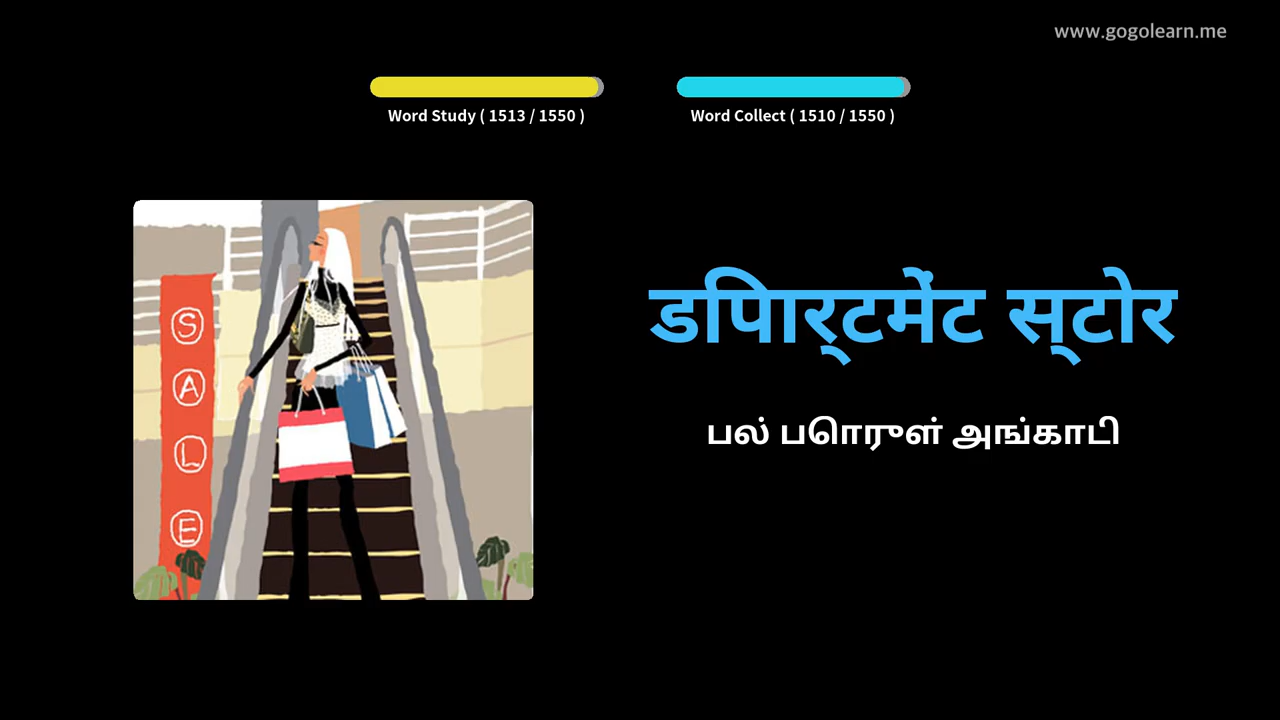 www.gogolearn.me
Word Study ( 1513 / 1550 )
Word Collect ( 1510 / 1550 )
S
A
L
E
डिपार्टमेंट स्टोर
பல் பொருள் அங்காடி